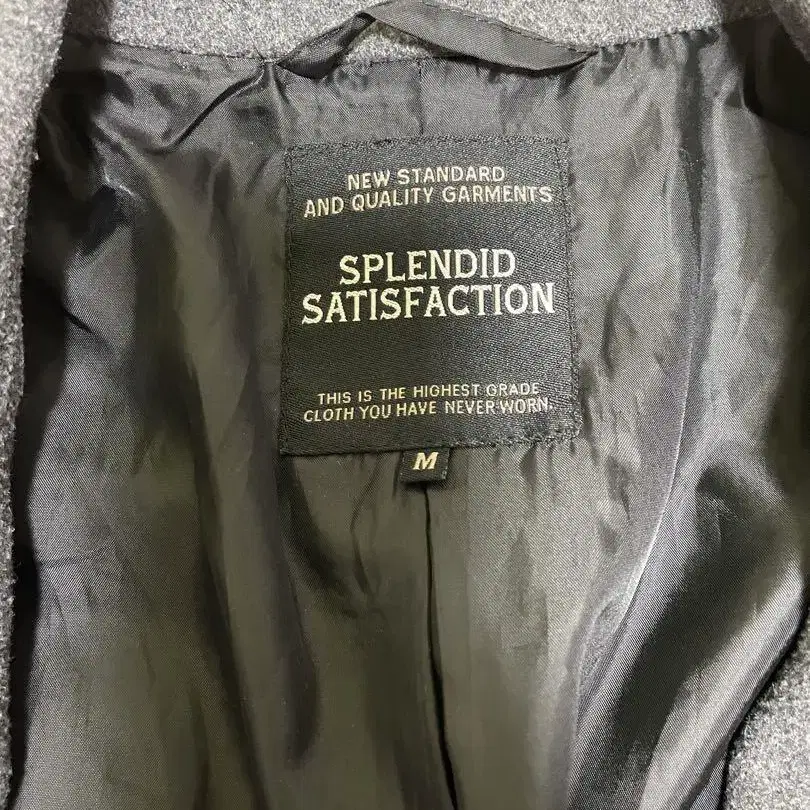 NEW STANDARD
AND QUALITY GARMENTS
SPLENDID
SATISFACTION
THIS IS THE HIGHEST GRADE
CLOTH YOU HAVE NEVER WORN.
M